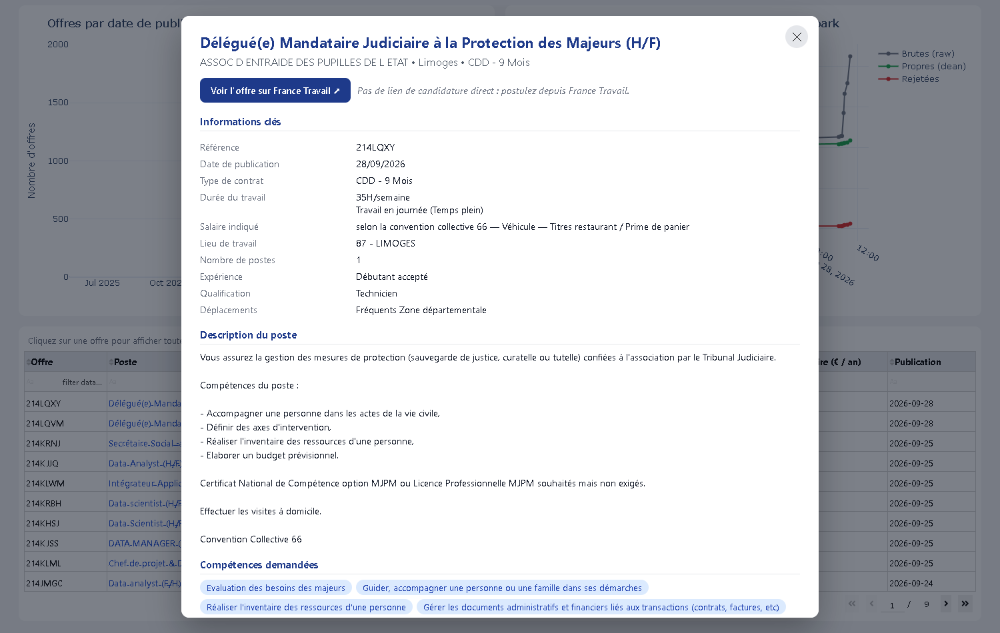 Offres par date de publ
2000
1500
1000
500
0
Nombre d'offres
Jul 2025
Oct 202
park
Brutes (raw)
Propres (clean)
Rejetées
12:00
28, 2026
Délégué(e) Mandataire Judiciaire à la Protection des Majeurs (H/F)
ASSOC D ENTRAIDE DES PUPILLES DE L ETAT • Limoges • CDD - 9 Mois
Voir l'offre sur France Travail ↗ Pas de lien de candidature direct : postulez depuis France Travail.
Informations clés
Référence 214LQXY
Date de publication 28/09/2026
Type de contrat CDD - 9 Mois
Durée du travail 35H/semaine
Travail en journée (Temps plein)
Salaire indiqué selon la convention collective 66 — Véhicule — Titres restaurant / Prime de panier
Lieu de travail 87 - LIMOGES
Nombre de postes 1
Expérience Débutant accepté
Qualification Technicien
Déplacements Fréquents Zone départementale
Description du poste
Vous assurez la gestion des mesures de protection (sauvegarde de justice, curatelle ou tutelle) confiées à l'association par le Tribunal Judiciaire.
Compétences du poste :
- Accompagner une personne dans les actes de la vie civile,
- Définir des axes d'intervention,
- Réaliser l'inventaire des ressources d'une personne,
- Elaborer un budget prévisionnel.
Certificat National de Compétence option MJPM ou Licence Professionnelle MJPM souhaités mais non exigés.
Effectuer les visites à domicile.
Convention Collective 66
Compétences demandées
Evaluation des besoins des majeurs Guider, accompagner une personne ou une famille dans ses démarches
Réaliser l'inventaire des ressources d'une personne Gérer les documents administratifs et financiers liés aux transactions (contrats, factures, etc)
Cliquez sur une offre pour afficher toute
Offre Poste ire (€ / an) Publication
Aa filter data... Aa Aa
214LQXY Délégué(e) Manda 2026-09-28
214LQVM Délégué(e) Manda 2026-09-28
214KRNJ Secrétaire Social 2026-09-25
214KJJQ Data Analyst (H/F) 2026-09-25
214KLWM Intégrateur Applic 2026-09-25
214KRBH Data scientist (H/F 2026-09-25
214KHSJ Data Scientist (H/F 2026-09-25
214KJSS DATA MANAGER ( 2026-09-25
214KLML Chef de projet & D 2026-09-25
214JMGC Data analyst (F/H) 2026-09-24
1 / 9